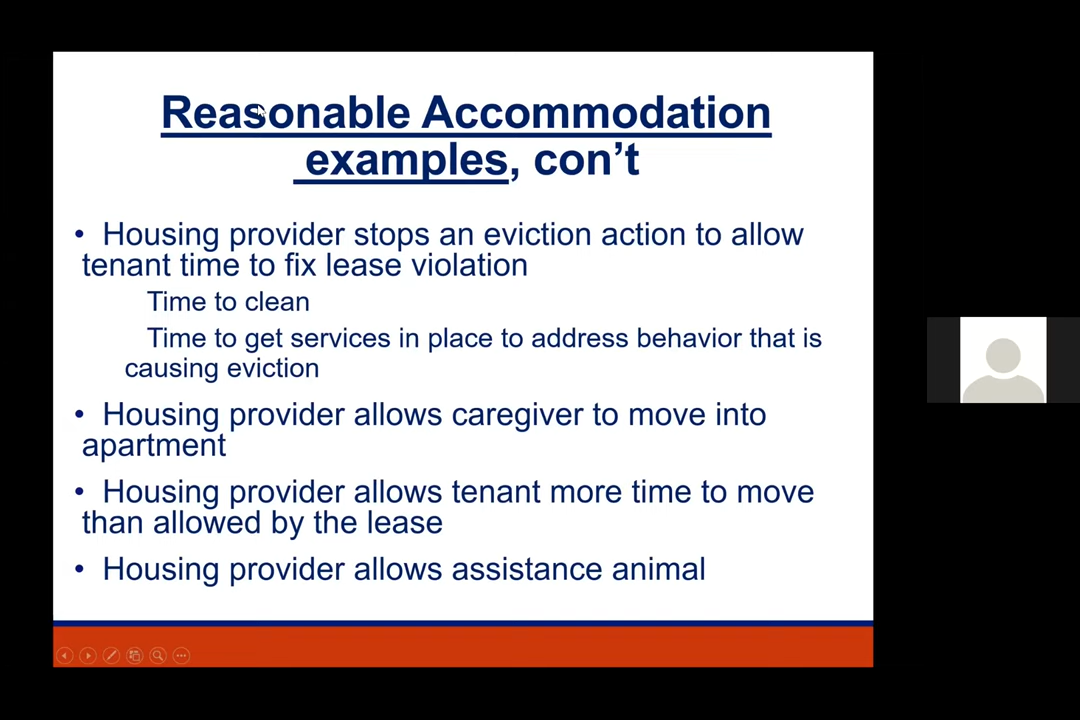 Reasonable Accommodation
examples, con’t
• Housing provider stops an eviction action to allow
tenant time to fix lease violation
Time to clean
Time to get services in place to address behavior that is
causing eviction
• Housing provider allows caregiver to move into
apartment
• Housing provider allows tenant more time to move
than allowed by the lease
• Housing provider allows assistance animal